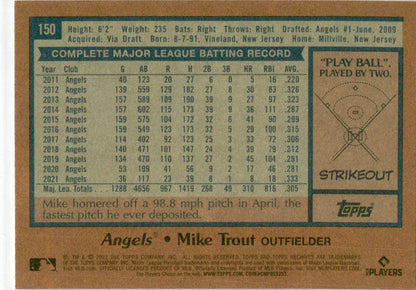 150
Height: 6'2" Weight: 235 Bats: Right Throws: Right Drafted: Angels #1-June, 2009
Acquired: Via Draft Born: 8-7-91, Vineland, New Jersey Home: Millville, New Jersey
COMPLETE MAJOR LEAGUE BATTING RECORD
Year Club G AB R H 2B 3B HR RBI AVG
2011 Angels 40 123 20 27 6 0 5 16 .220
2012 Angels 139 559 129 182 27 8 30 83 .326
2013 Angels 157 589 109 190 39 9 27 97 .323
2014 Angels 157 602 115 173 39 9 36 111 .287
2015 Angels 159 575 104 172 32 6 41 90 .299
2016 Angels 159 549 123 173 32 5 29 100 .315
2017 Angels 114 402 92 123 25 3 33 72 .306
2018 Angels 140 471 101 147 24 4 39 79 .312
2019 Angels 134 470 110 137 27 2 45 104 .291
2020 Angels 53 199 41 56 9 2 17 46 .281
2021 Angels 36 117 23 39 8 1 8 18 .333
Maj. Lea. Totals 1288 4656 967 1419 268 49 310 816 .305
"PLAY BALL".
PLAYED BY TWO.
STRIKEOUT
topps
Mike homered off a 98.8 mph pitch in April, the
fastest pitch he ever deposited.
Angels • Mike Trout OUTFIELDER
MLB
PLAYERS